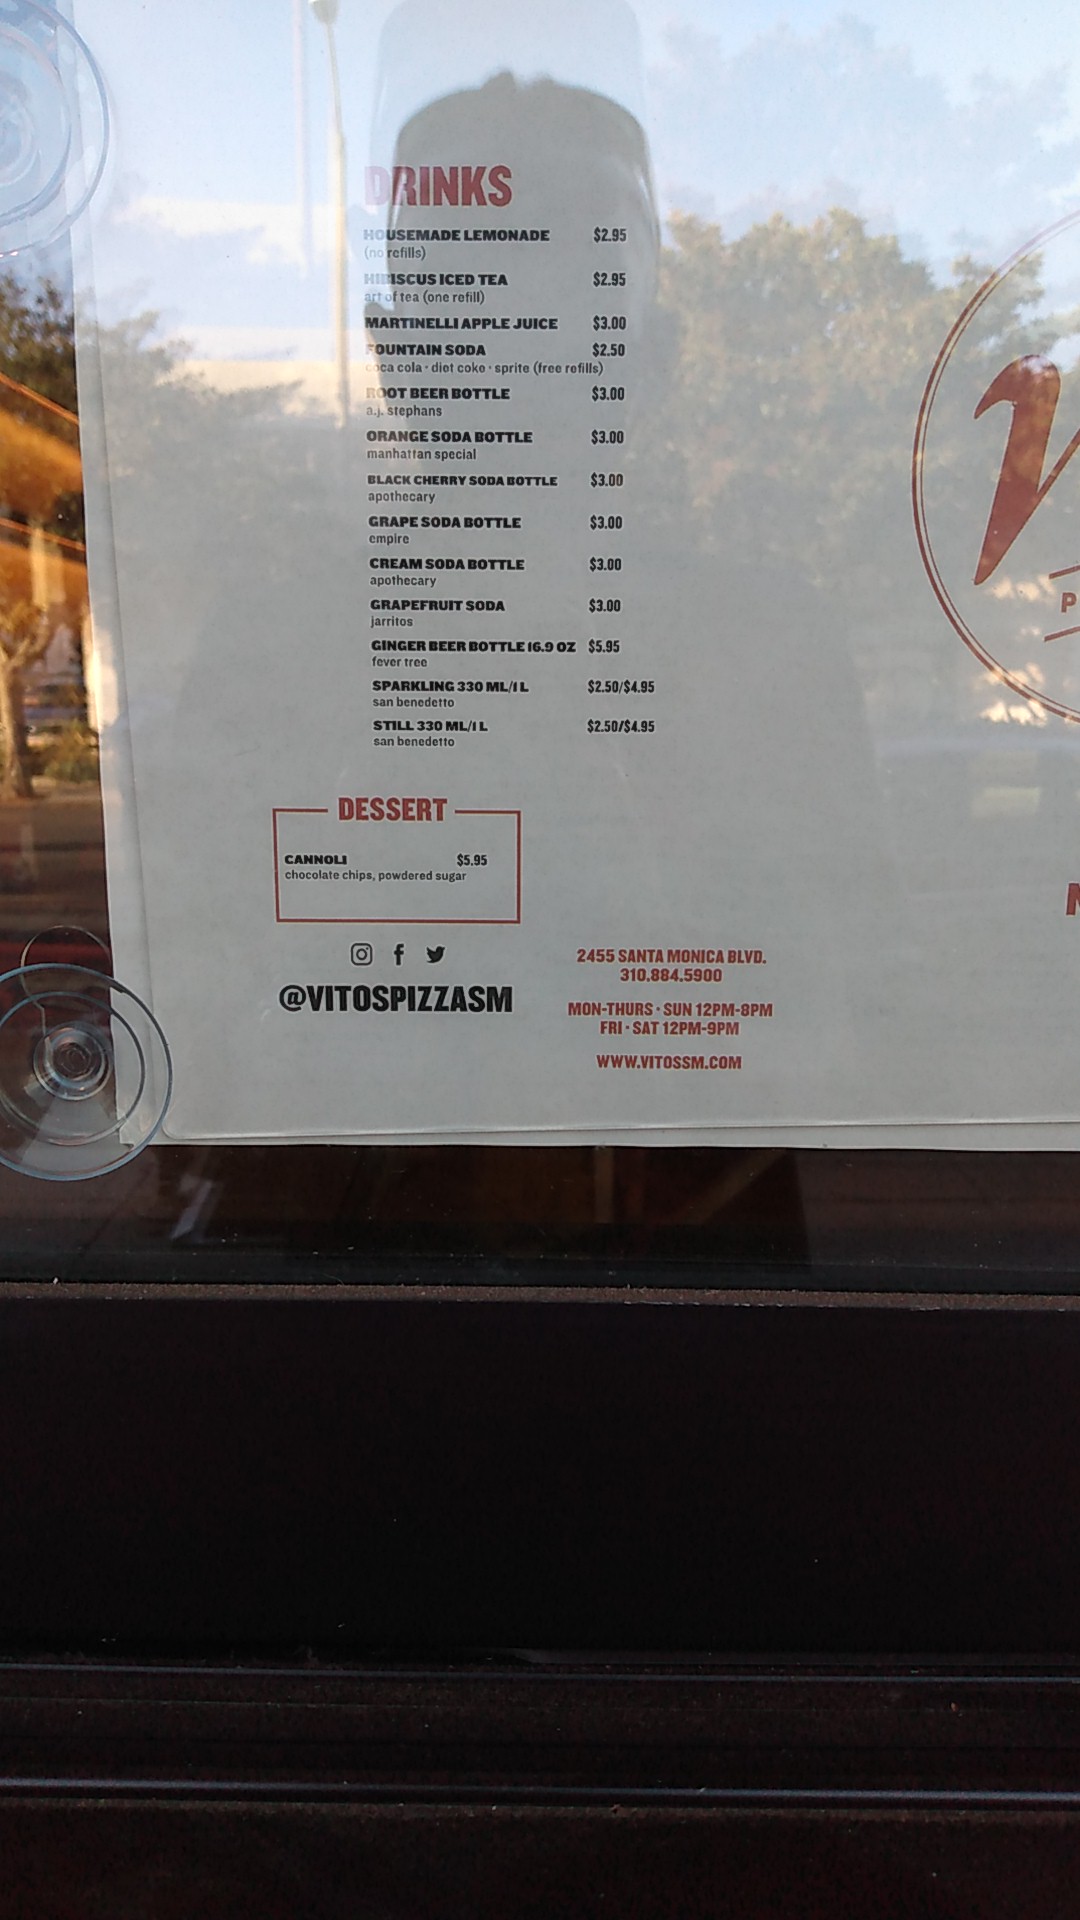 DRINKS
HOUSEMADE LEMONADE $2.95
(no refills)
HIBISCUS ICED TEA $2.95
art of tea (one refill)
MARTINELLI APPLE JUICE $3.00
FOUNTAIN SODA $2.50
coca cola · diet coke · sprite (free refills)
ROOT BEER BOTTLE $3.00
a.j. stephans
ORANGE SODA BOTTLE $3.00
manhattan special
BLACK CHERRY SODA BOTTLE $3.00
apothecary
GRAPE SODA BOTTLE $3.00
empire
CREAM SODA BOTTLE $3.00
apothecary
GRAPEFRUIT SODA $3.00
jarritos
GINGER BEER BOTTLE 16.9 OZ $5.95
fever tree
SPARKLING 330 ML/1 L $2.50/$4.95
san benedetto
STILL 330 ML/1 L $2.50/$4.95
san benedetto
DESSERT
CANNOLI $5.95
chocolate chips, powdered sugar
@VITOSPIZZASM
2455 SANTA MONICA BLVD.
310.884.5900
MON-THURS · SUN 12PM-8PM
FRI · SAT 12PM-9PM
WWW.VITOSSM.COM